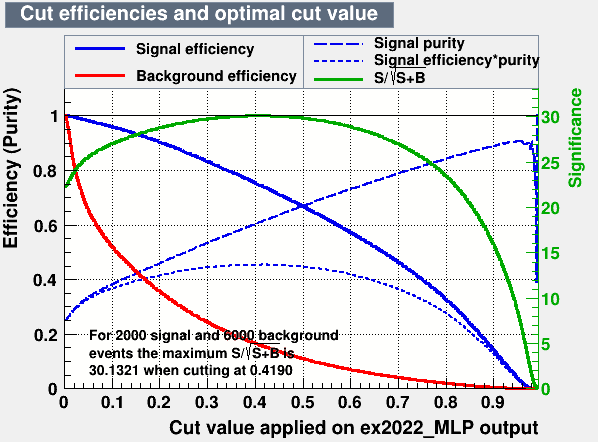 Cut efficiencies and optimal cut value
Signal efficiency
Background efficiency
Signal purity
Signal efficiency*purity
S/√S+B
Efficiency (Purity)
1
0.8
0.6
0.4
0.2
0
Significance
30
25
20
15
10
5
0
For 2000 signal and 6000 background
events the maximum S/√S+B is
30.1321 when cutting at 0.4190
0 0.1 0.2 0.3 0.4 0.5 0.6 0.7 0.8 0.9
Cut value applied on ex2022_MLP output